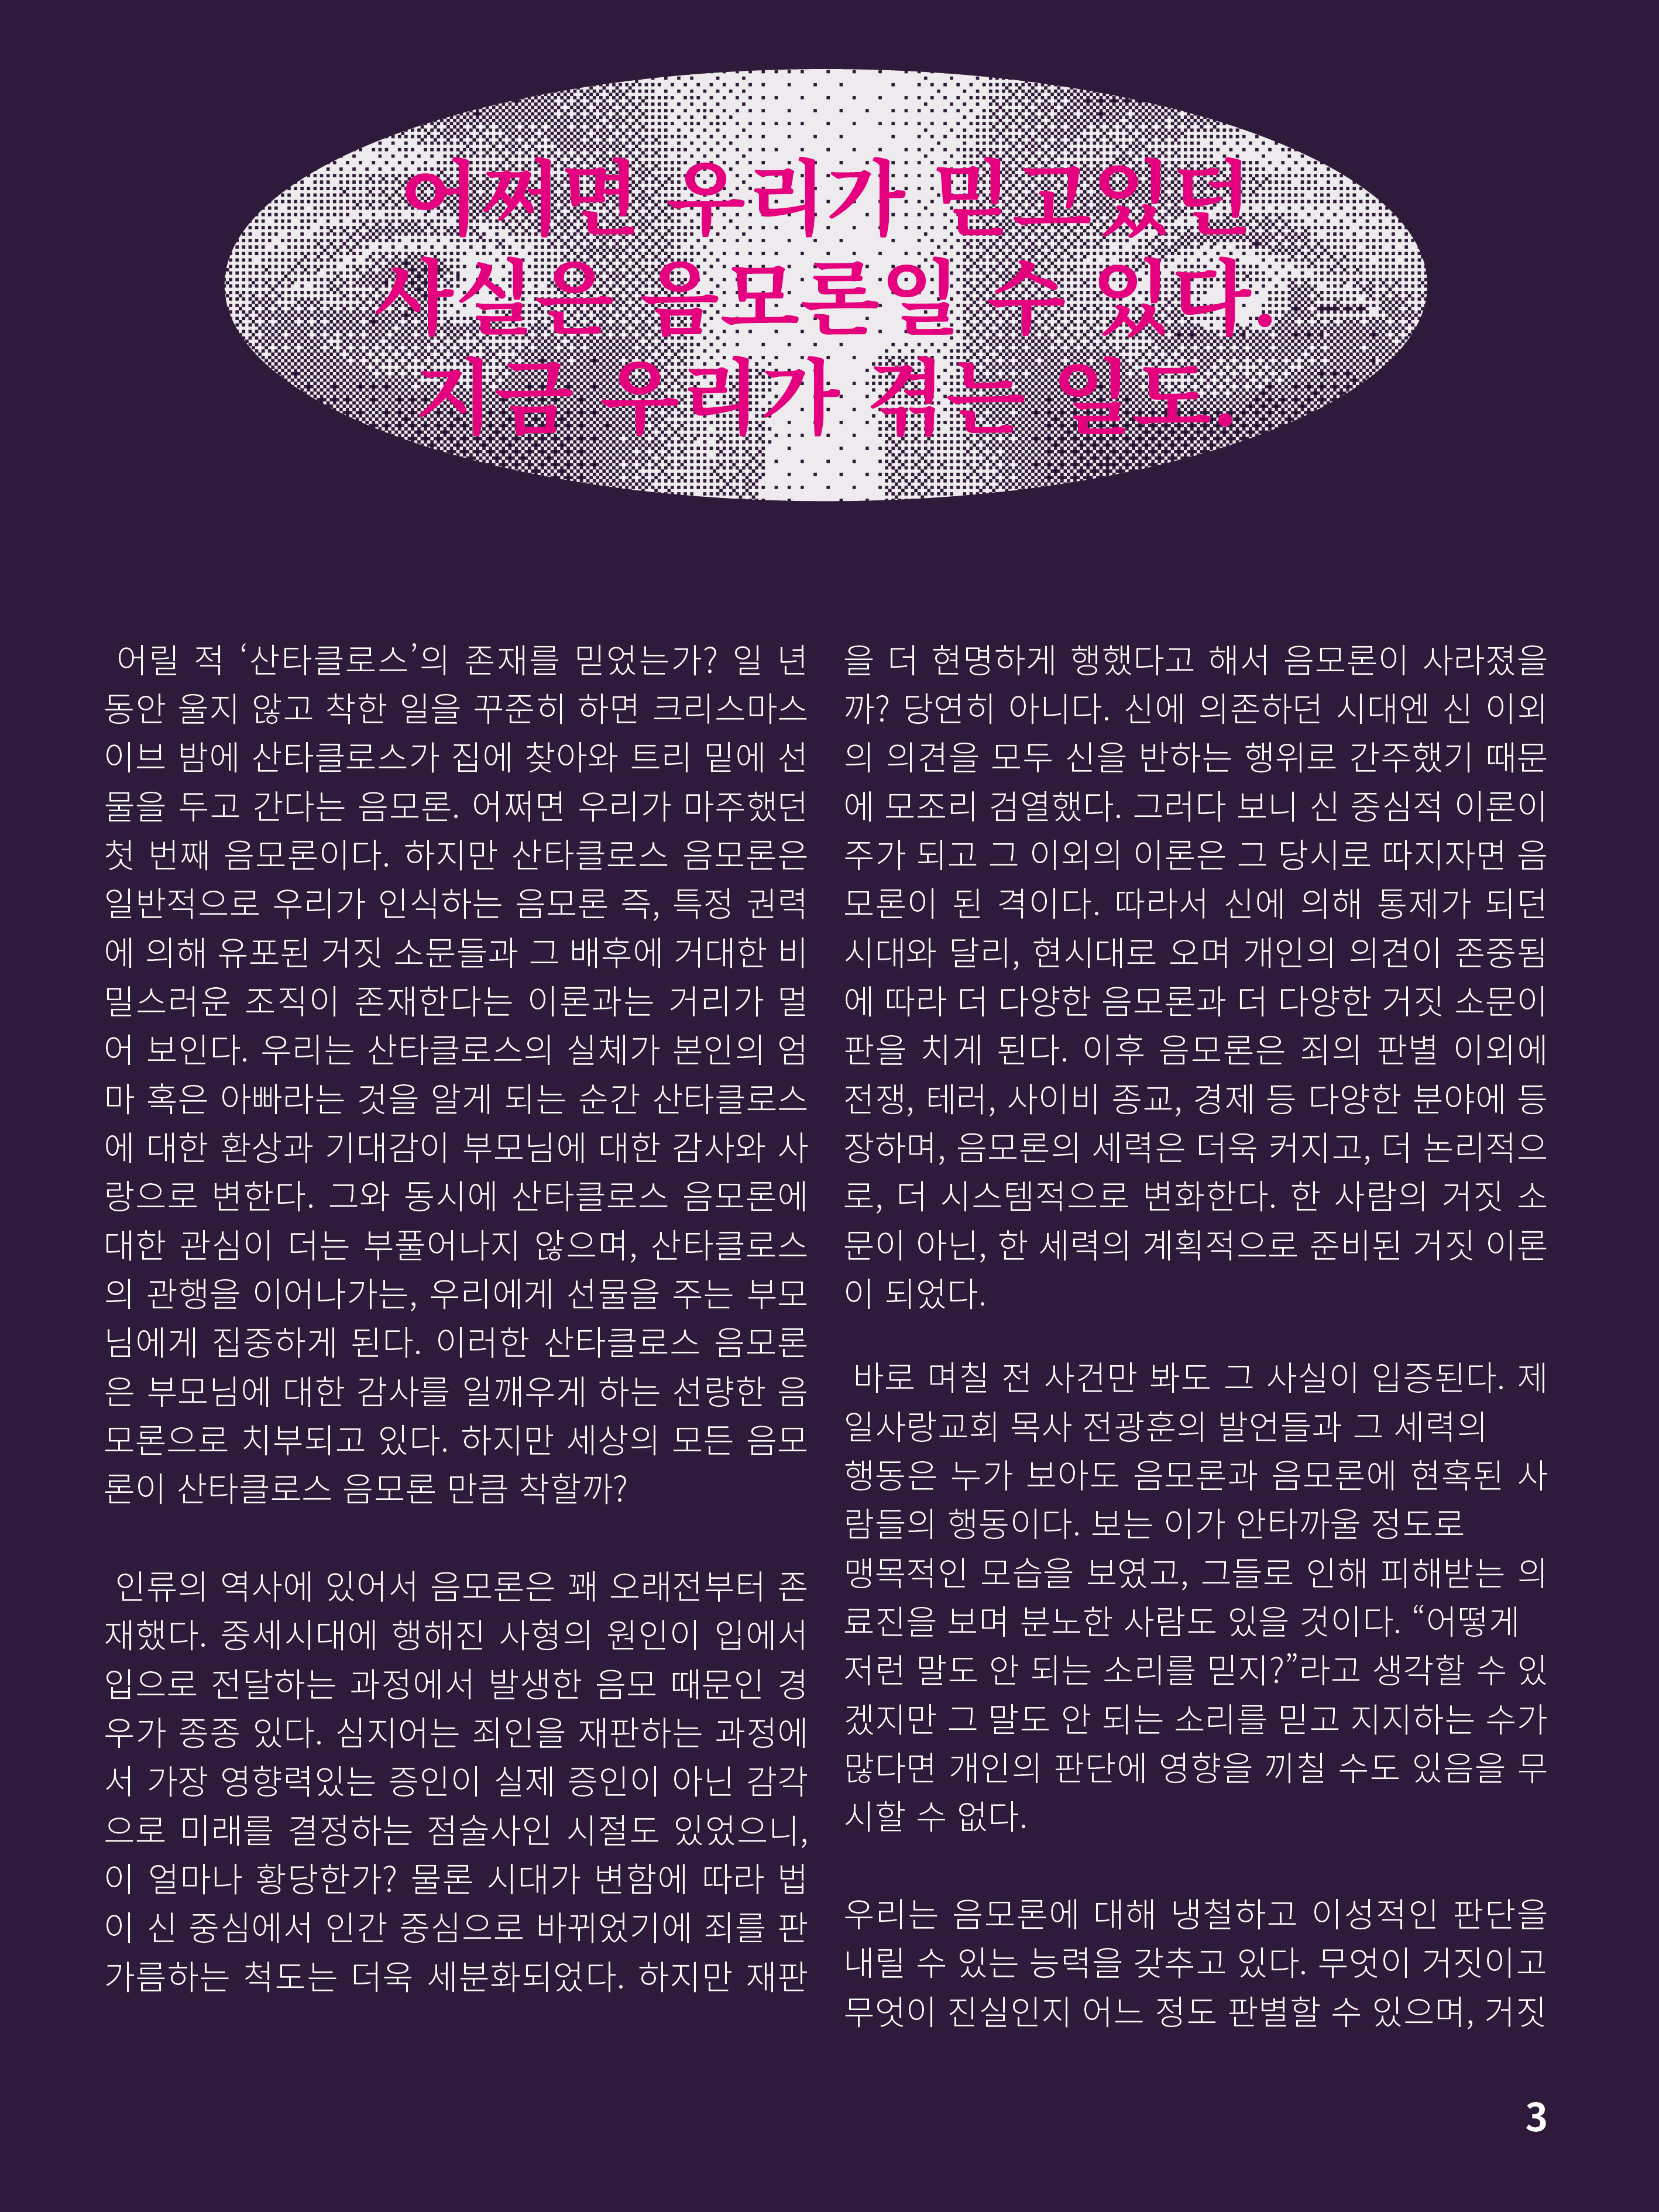 어쩌면 우리가 믿고있던
사실은 음모론일 수 있다.
지금 우리가 겪는 일도.
어릴 적 ‘산타클로스’의 존재를 믿었는가? 일 년
동안 울지 않고 착한 일을 꾸준히 하면 크리스마스
이브 밤에 산타클로스가 집에 찾아와 트리 밑에 선
물을 두고 간다는 음모론. 어쩌면 우리가 마주했던
첫 번째 음모론이다. 하지만 산타클로스 음모론은
일반적으로 우리가 인식하는 음모론 즉, 특정 권력
에 의해 유포된 거짓 소문들과 그 배후에 거대한 비
밀스러운 조직이 존재한다는 이론과는 거리가 멀
어 보인다. 우리는 산타클로스의 실체가 본인의 엄
마 혹은 아빠라는 것을 알게 되는 순간 산타클로스
에 대한 환상과 기대감이 부모님에 대한 감사와 사
랑으로 변한다. 그와 동시에 산타클로스 음모론에
대한 관심이 더는 부풀어나지 않으며, 산타클로스
의 관행을 이어나가는, 우리에게 선물을 주는 부모
님에게 집중하게 된다. 이러한 산타클로스 음모론
은 부모님에 대한 감사를 일깨우게 하는 선량한 음
모론으로 치부되고 있다. 하지만 세상의 모든 음모
론이 산타클로스 음모론 만큼 착할까?
인류의 역사에 있어서 음모론은 꽤 오래전부터 존
재했다. 중세시대에 행해진 사형의 원인이 입에서
입으로 전달하는 과정에서 발생한 음모 때문인 경
우가 종종 있다. 심지어는 죄인을 재판하는 과정에
서 가장 영향력있는 증인이 실제 증인이 아닌 감각
으로 미래를 결정하는 점술사인 시절도 있었으니,
이 얼마나 황당한가? 물론 시대가 변함에 따라 법
이 신 중심에서 인간 중심으로 바뀌었기에 죄를 판
가름하는 척도는 더욱 세분화되었다. 하지만 재판
을 더 현명하게 행했다고 해서 음모론이 사라졌을
까? 당연히 아니다. 신에 의존하던 시대엔 신 이외
의 의견을 모두 신을 반하는 행위로 간주했기 때문
에 모조리 검열했다. 그러다 보니 신 중심적 이론이
주가 되고 그 이외의 이론은 그 당시로 따지자면 음
모론이 된 격이다. 따라서 신에 의해 통제가 되던
시대와 달리, 현시대로 오며 개인의 의견이 존중됨
에 따라 더 다양한 음모론과 더 다양한 거짓 소문이
판을 치게 된다. 이후 음모론은 죄의 판별 이외에
전쟁, 테러, 사이비 종교, 경제 등 다양한 분야에 등
장하며, 음모론의 세력은 더욱 커지고, 더 논리적으
로, 더 시스템적으로 변화한다. 한 사람의 거짓 소
문이 아닌, 한 세력의 계획적으로 준비된 거짓 이론
이 되었다.
바로 며칠 전 사건만 봐도 그 사실이 입증된다. 제
일사랑교회 목사 전광훈의 발언들과 그 세력의
행동은 누가 보아도 음모론과 음모론에 현혹된 사
람들의 행동이다. 보는 이가 안타까울 정도로
맹목적인 모습을 보였고, 그들로 인해 피해받는 의
료진을 보며 분노한 사람도 있을 것이다. “어떻게
저런 말도 안 되는 소리를 믿지?”라고 생각할 수 있
겠지만 그 말도 안 되는 소리를 믿고 지지하는 수가
많다면 개인의 판단에 영향을 끼칠 수도 있음을 무
시할 수 없다.
우리는 음모론에 대해 냉철하고 이성적인 판단을
내릴 수 있는 능력을 갖추고 있다. 무엇이 거짓이고
무엇이 진실인지 어느 정도 판별할 수 있으며, 거짓
3